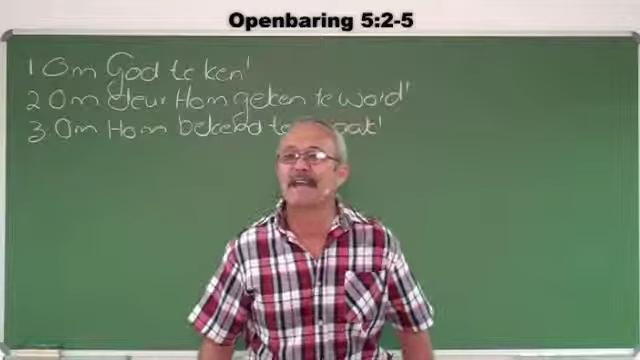 Openbaring 5:2-5
1 Om God te ken!
2 Om deur Hom geken te word!
3. Om Hom bekend te